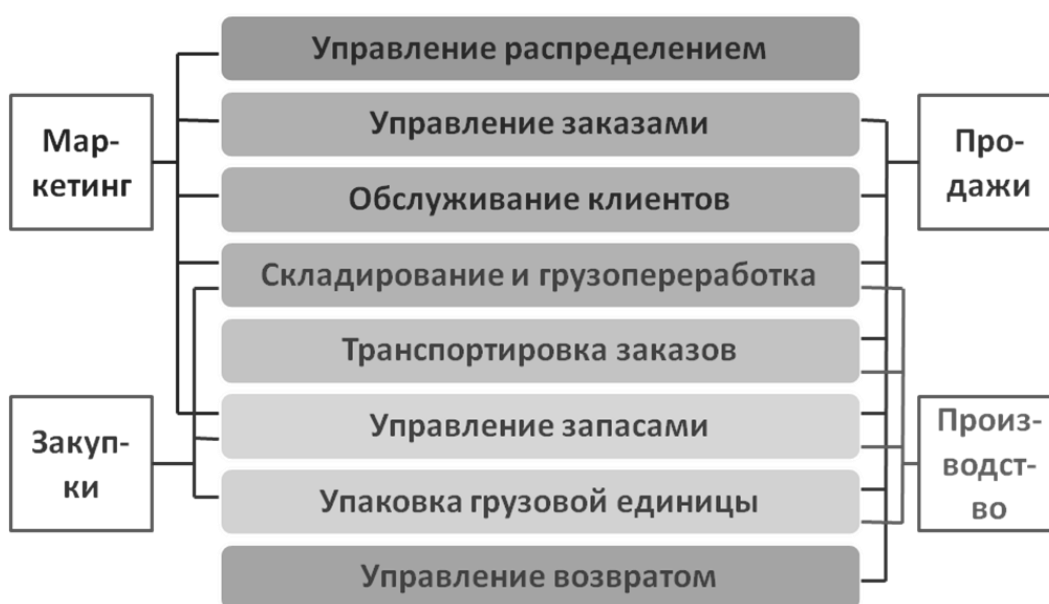 Управление распределением
Мар-
кетинг
Управление заказами
Про-
дажи
Обслуживание клиентов
Складирование и грузопереработка
Транспортировка заказов
Закуп-
ки
Управление запасами
Произ-
водст-
во
Упаковка грузовой единицы
Управление возвратом